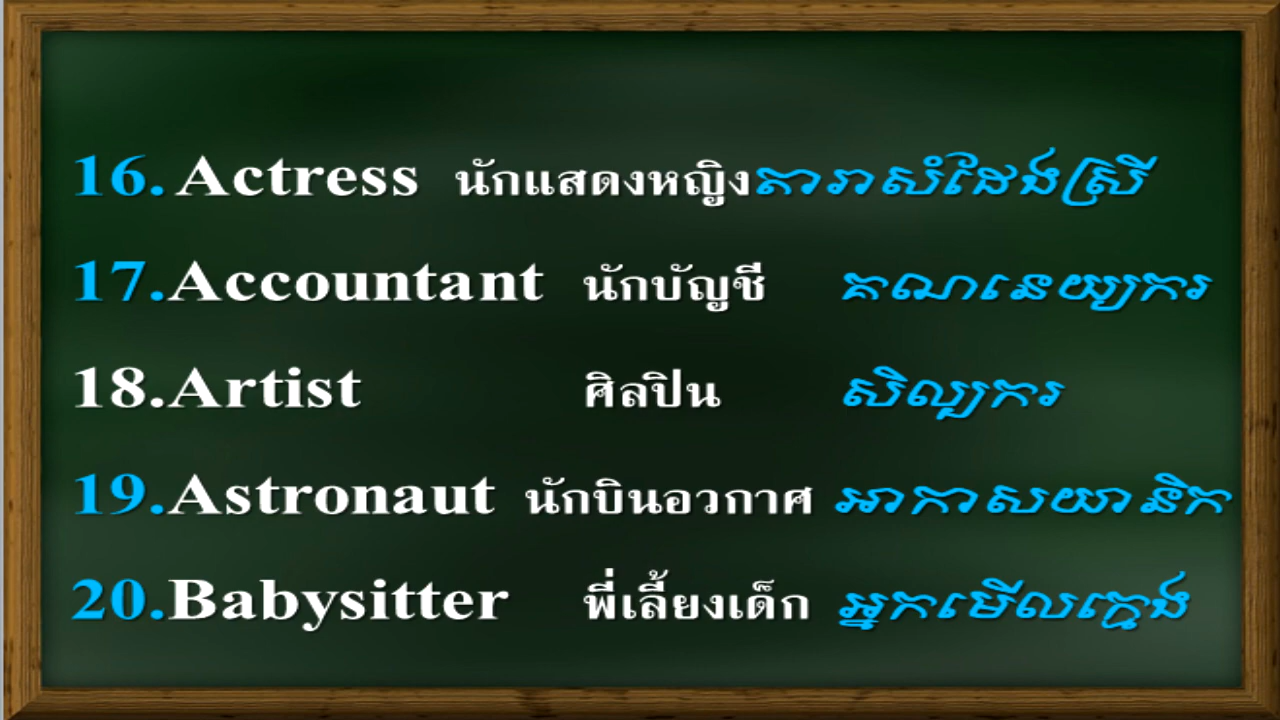 16. Actress นักแสดงหญิง តារាសំដែងស្រី
17.Accountant นักบัญชี គណនេយ្យករ
18.Artist ศิลปิน សិល្បករ
19.Astronaut นักบินอวกาศ អាកាសយានិក
20.Babysitter พี่เลี้ยงเด็ก អ្នកមើលក្មេង